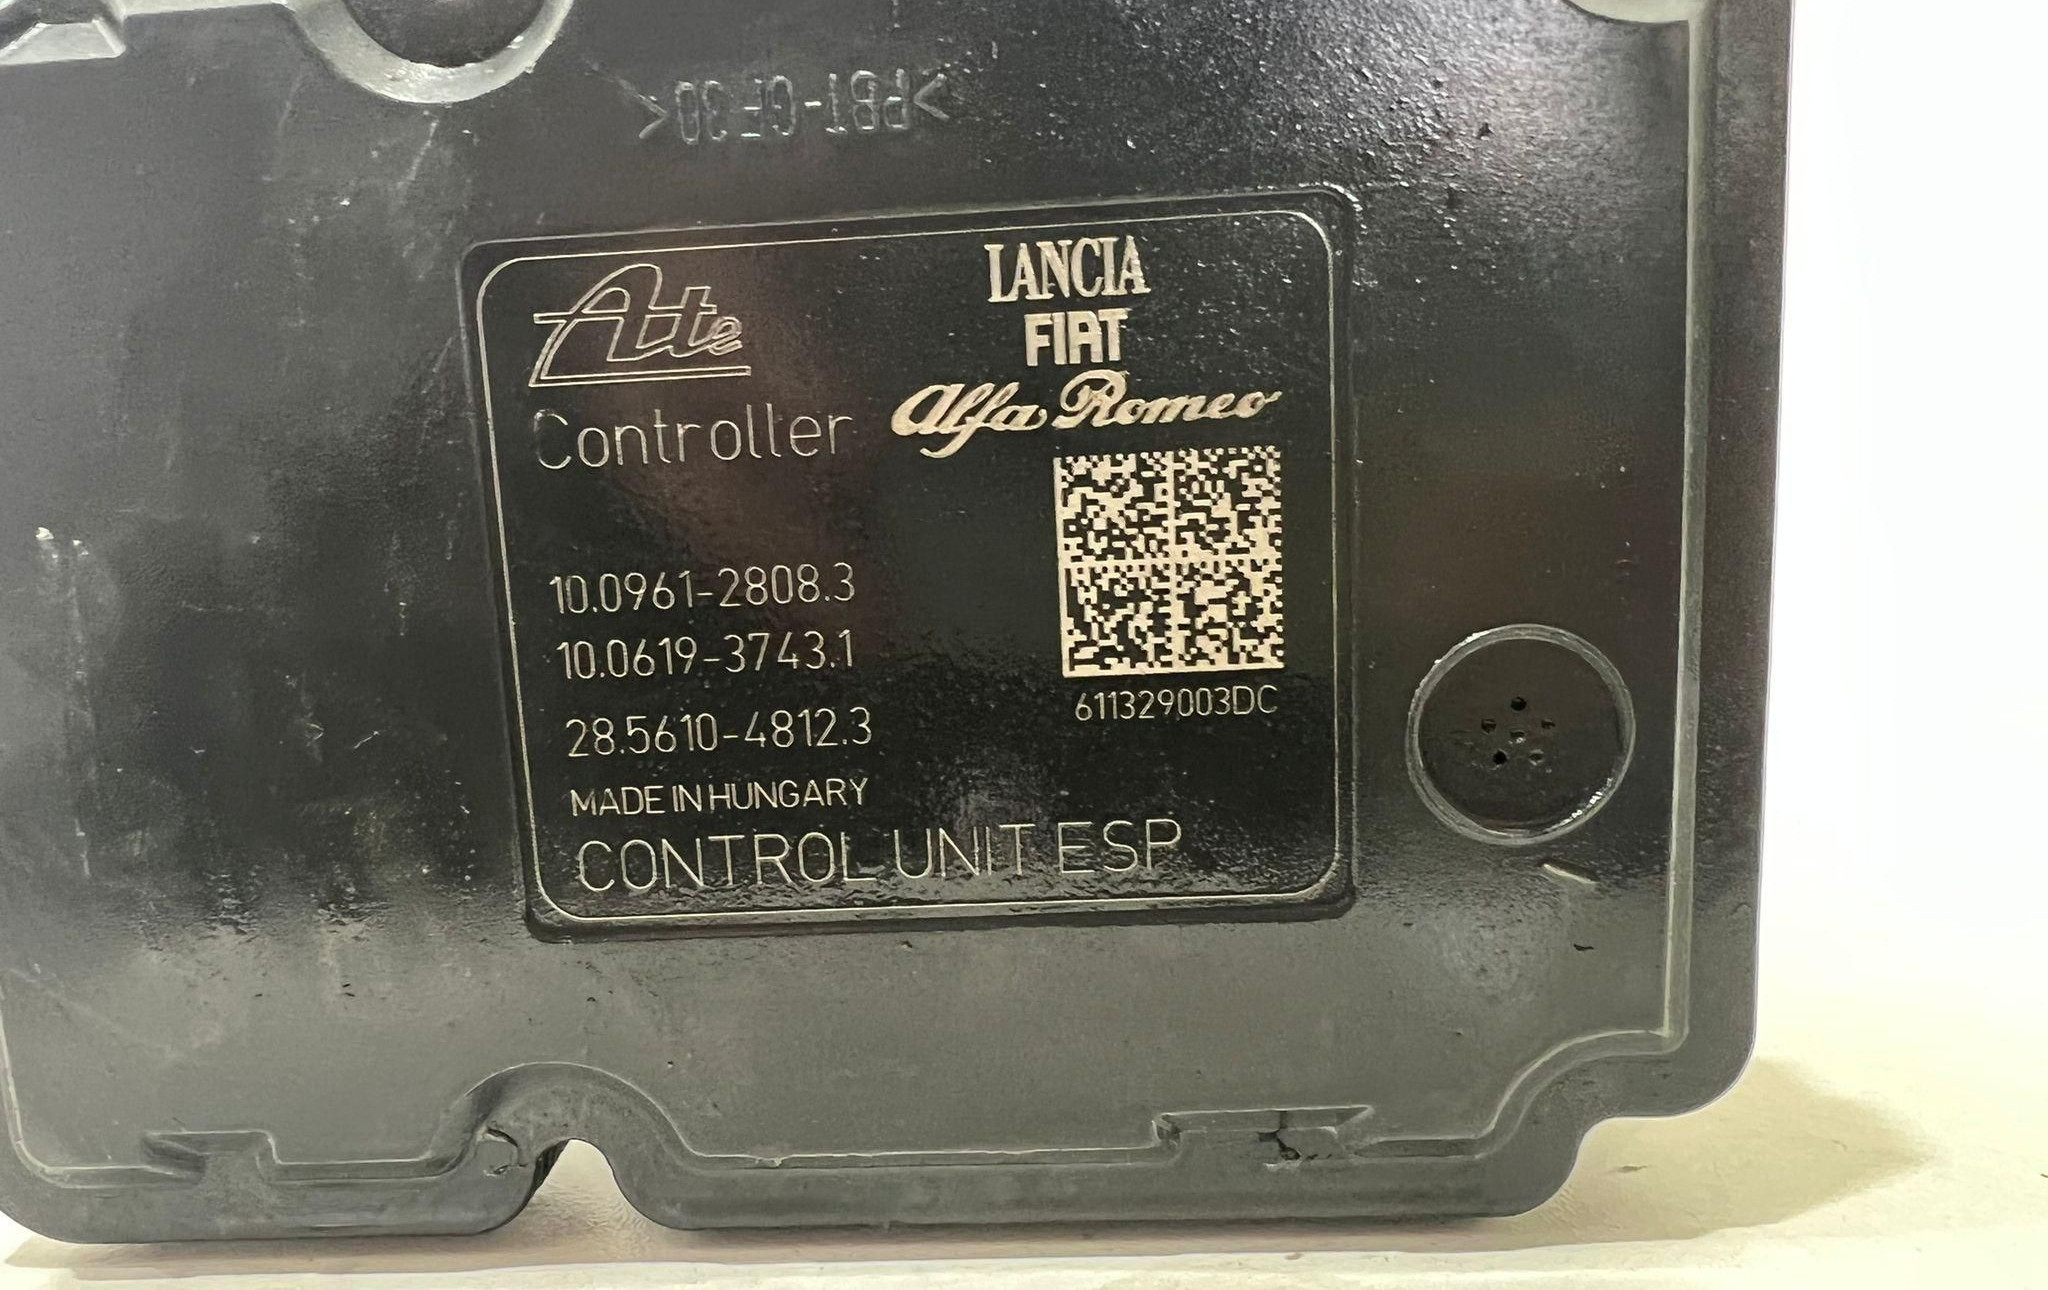 >PBT-GF30<
Ate
LANCIA
FIAT
Alfa Romeo
Controller
10.0961-2808.3
10.0619-3743.1
28.5610-4812.3
611329003DC
MADE IN HUNGARY
CONTROL UNIT ESP